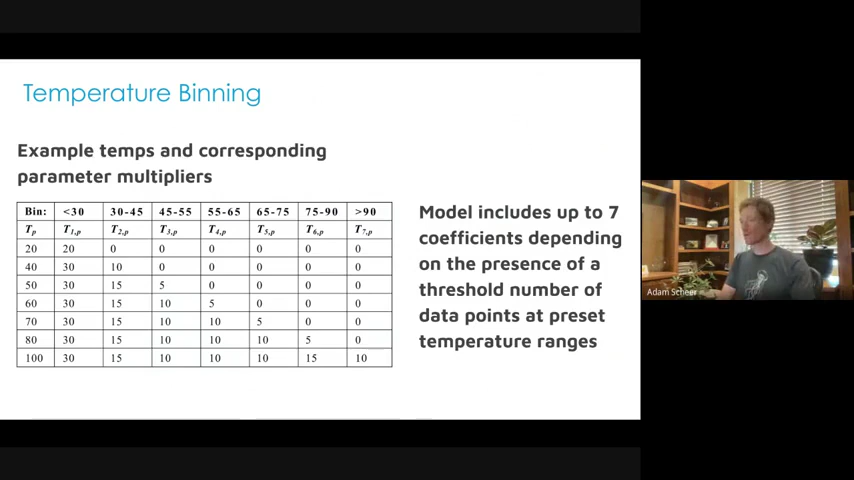 Temperature Binning
Example temps and corresponding
parameter multipliers
Bin: <30 30-45 45-55 55-65 65-75 75-90 >90
Tp T1,p T2,p T3,p T4,p T5,p T6,p T7,p
20 20 0 0 0 0 0 0
40 30 10 0 0 0 0 0
50 30 15 5 0 0 0 0
60 30 15 10 5 0 0 0
70 30 15 10 10 5 0 0
80 30 15 10 10 10 5 0
100 30 15 10 10 10 15 10
Model includes up to 7
coefficients depending
on the presence of a
threshold number of
data points at preset
temperature ranges
Adam Scheer